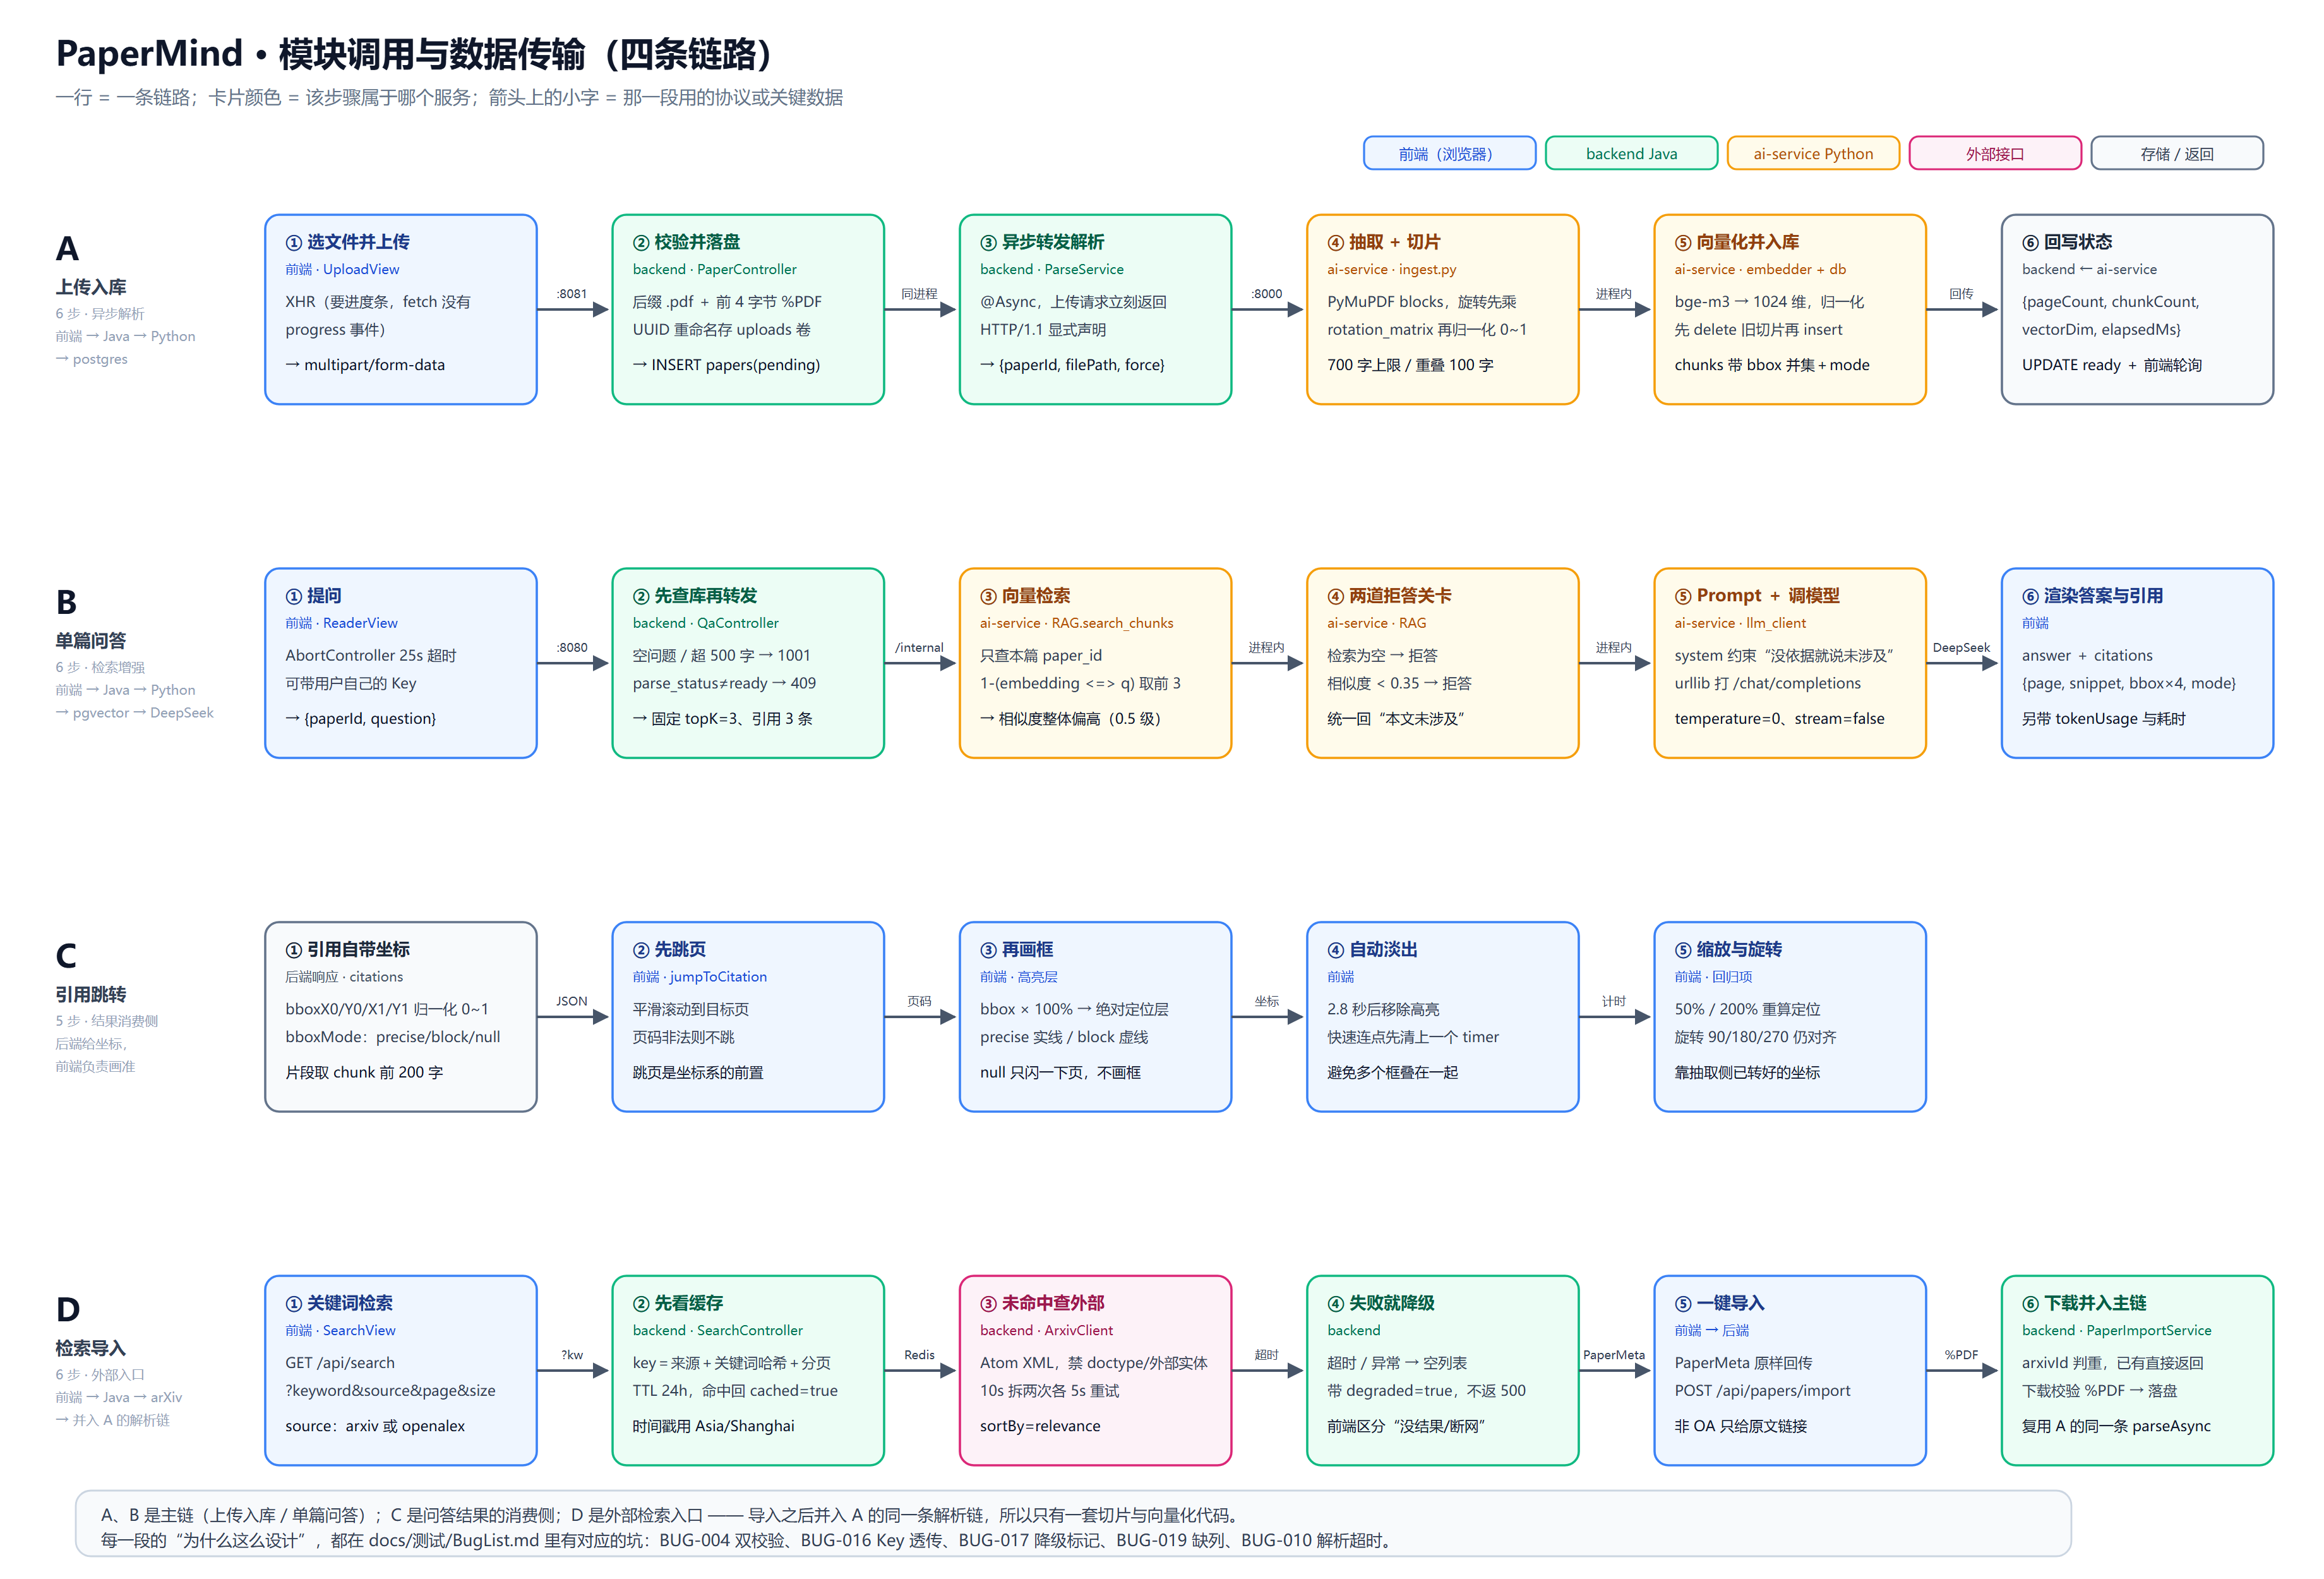 PaperMind • 模块调用与数据传输（四条链路）
一行 = 一条链路；卡片颜色 = 该步骤属于哪个服务；箭头上的小字 = 那一段用的协议或关键数据
前端（浏览器）
backend Java
ai-service Python
外部接口
存储 / 返回
A
上传入库
6 步 · 异步解析
前端 → Java → Python
→ postgres
① 选文件并上传
前端 · UploadView
XHR（要进度条，fetch 没有
progress 事件）
→ multipart/form-data
:8081
② 校验并落盘
backend · PaperController
后缀 .pdf + 前 4 字节 %PDF
UUID 重命名存 uploads 卷
→ INSERT papers(pending)
同进程
③ 异步转发解析
backend · ParseService
@Async，上传请求立刻返回
HTTP/1.1 显式声明
→ {paperId, filePath, force}
:8000
④ 抽取 + 切片
ai-service · ingest.py
PyMuPDF blocks，旋转先乘
rotation_matrix 再归一化 0~1
700 字上限 / 重叠 100 字
进程内
⑤ 向量化并入库
ai-service · embedder + db
bge-m3 → 1024 维，归一化
先 delete 旧切片再 insert
chunks 带 bbox 并集 + mode
回传
⑥ 回写状态
backend ← ai-service
{pageCount, chunkCount,
vectorDim, elapsedMs}
UPDATE ready + 前端轮询
B
单篇问答
6 步 · 检索增强
前端 → Java → Python
→ pgvector → DeepSeek
① 提问
前端 · ReaderView
AbortController 25s 超时
可带用户自己的 Key
→ {paperId, question}
:8080
② 先查库再转发
backend · QaController
空问题 / 超 500 字 → 1001
parse_status≠ready → 409
→ 固定 topK=3、引用 3 条
/internal
③ 向量检索
ai-service · RAG.search_chunks
只查本篇 paper_id
1-(embedding <=> q) 取前 3
→ 相似度整体偏高（0.5 级）
进程内
④ 两道拒答关卡
ai-service · RAG
检索为空 → 拒答
相似度 < 0.35 → 拒答
统一回“本文未涉及”
进程内
⑤ Prompt + 调模型
ai-service · llm_client
system 约束“没依据就说未涉及”
urllib 打 /chat/completions
temperature=0、stream=false
DeepSeek
⑥ 渲染答案与引用
前端
answer + citations
{page, snippet, bbox×4, mode}
另带 tokenUsage 与耗时
C
引用跳转
5 步 · 结果消费侧
后端给坐标，
前端负责画准
① 引用自带坐标
后端响应 · citations
bboxX0/Y0/X1/Y1 归一化 0~1
bboxMode：precise/block/null
片段取 chunk 前 200 字
JSON
② 先跳页
前端 · jumpToCitation
平滑滚动到目标页
页码非法则不跳
跳页是坐标系的前置
页码
③ 再画框
前端 · 高亮层
bbox × 100% → 绝对定位层
precise 实线 / block 虚线
null 只闪一下页，不画框
坐标
④ 自动淡出
前端
2.8 秒后移除高亮
快速连点先清上一个 timer
避免多个框叠在一起
计时
⑤ 缩放与旋转
前端 · 回归项
50% / 200% 重算定位
旋转 90/180/270 仍对齐
靠抽取侧已转好的坐标
D
检索导入
6 步 · 外部入口
前端 → Java → arXiv
→ 并入 A 的解析链
① 关键词检索
前端 · SearchView
GET /api/search
?keyword&source&page&size
source：arxiv 或 openalex
?kw
② 先看缓存
backend · SearchController
key = 来源 + 关键词哈希 + 分页
TTL 24h，命中回 cached=true
时间戳用 Asia/Shanghai
Redis
③ 未命中查外部
backend · ArxivClient
Atom XML，禁 doctype/外部实体
10s 拆两次各 5s 重试
sortBy=relevance
超时
④ 失败就降级
backend
超时 / 异常 → 空列表
带 degraded=true，不返 500
前端区分“没结果/断网”
PaperMeta
⑤ 一键导入
前端 → 后端
PaperMeta 原样回传
POST /api/papers/import
非 OA 只给原文链接
%PDF
⑥ 下载并入主链
backend · PaperImportService
arxivId 判重，已有直接返回
下载校验 %PDF → 落盘
复用 A 的同一条 parseAsync
A、B 是主链（上传入库 / 单篇问答）；C 是问答结果的消费侧；D 是外部检索入口 —— 导入之后并入 A 的同一条解析链，所以只有一套切片与向量化代码。
每一段的“为什么这么设计”，都在 docs/测试/BugList.md 里有对应的坑：BUG-004 双校验、BUG-016 Key 透传、BUG-017 降级标记、BUG-019 缺列、BUG-010 解析超时。